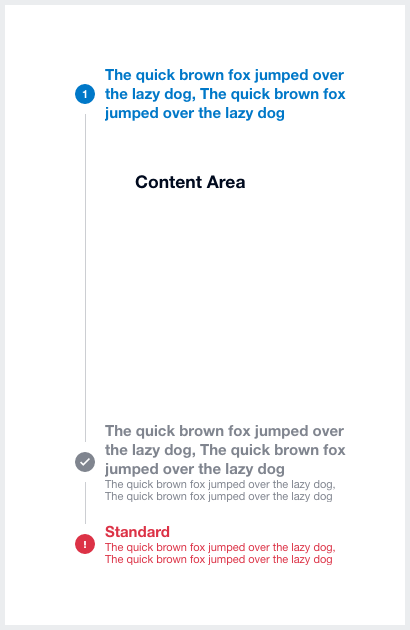 The quick brown fox jumped over
1
the lazy dog, The quick brown fox
jumped over the lazy dog
Content Area
The quick brown fox jumped over
the lazy dog, The quick brown fox
jumped over the lazy dog
The quick brown fox jumped over the lazy dog,
The quick brown fox jumped over the lazy dog
Standard
!
The quick brown fox jumped over the lazy dog,
The quick brown fox jumped over the lazy dog